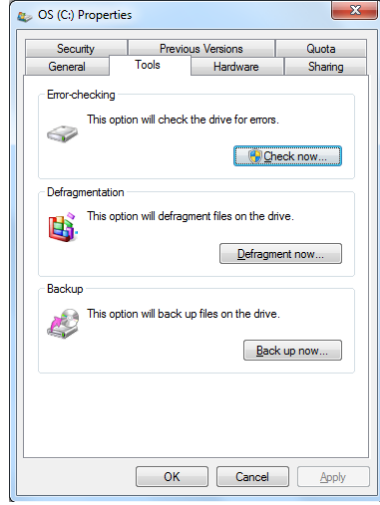 OS (C:) Properties
Security Previous Versions Quota
General Tools Hardware Sharing
Error-checking
This option will check the drive for errors.
Check now...
Defragmentation
This option will defragment files on the drive.
Defragment now...
Backup
This option will back up files on the drive.
Back up now...
OK Cancel Apply